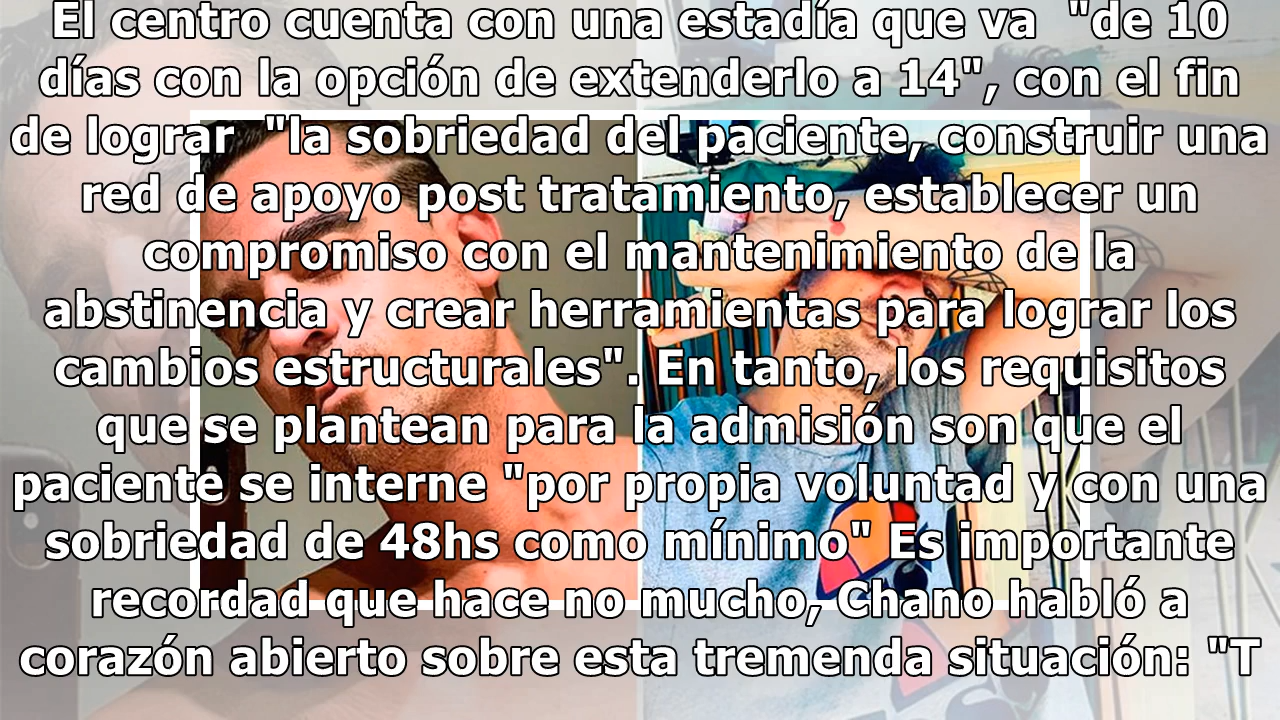 El centro cuenta con una estadía que va  "de 10
días con la opción de extenderlo a 14", con el fin
de lograr  "la sobriedad del paciente, construir una
red de apoyo post tratamiento, establecer un
compromiso con el mantenimiento de la
abstinencia y crear herramientas para lograr los
cambios estructurales". En tanto, los requisitos
que se plantean para la admisión son que el
paciente se interne "por propia voluntad y con una
sobriedad de 48hs como mínimo" Es importante
recordad que hace no mucho, Chano habló a
corazón abierto sobre esta tremenda situación: "T